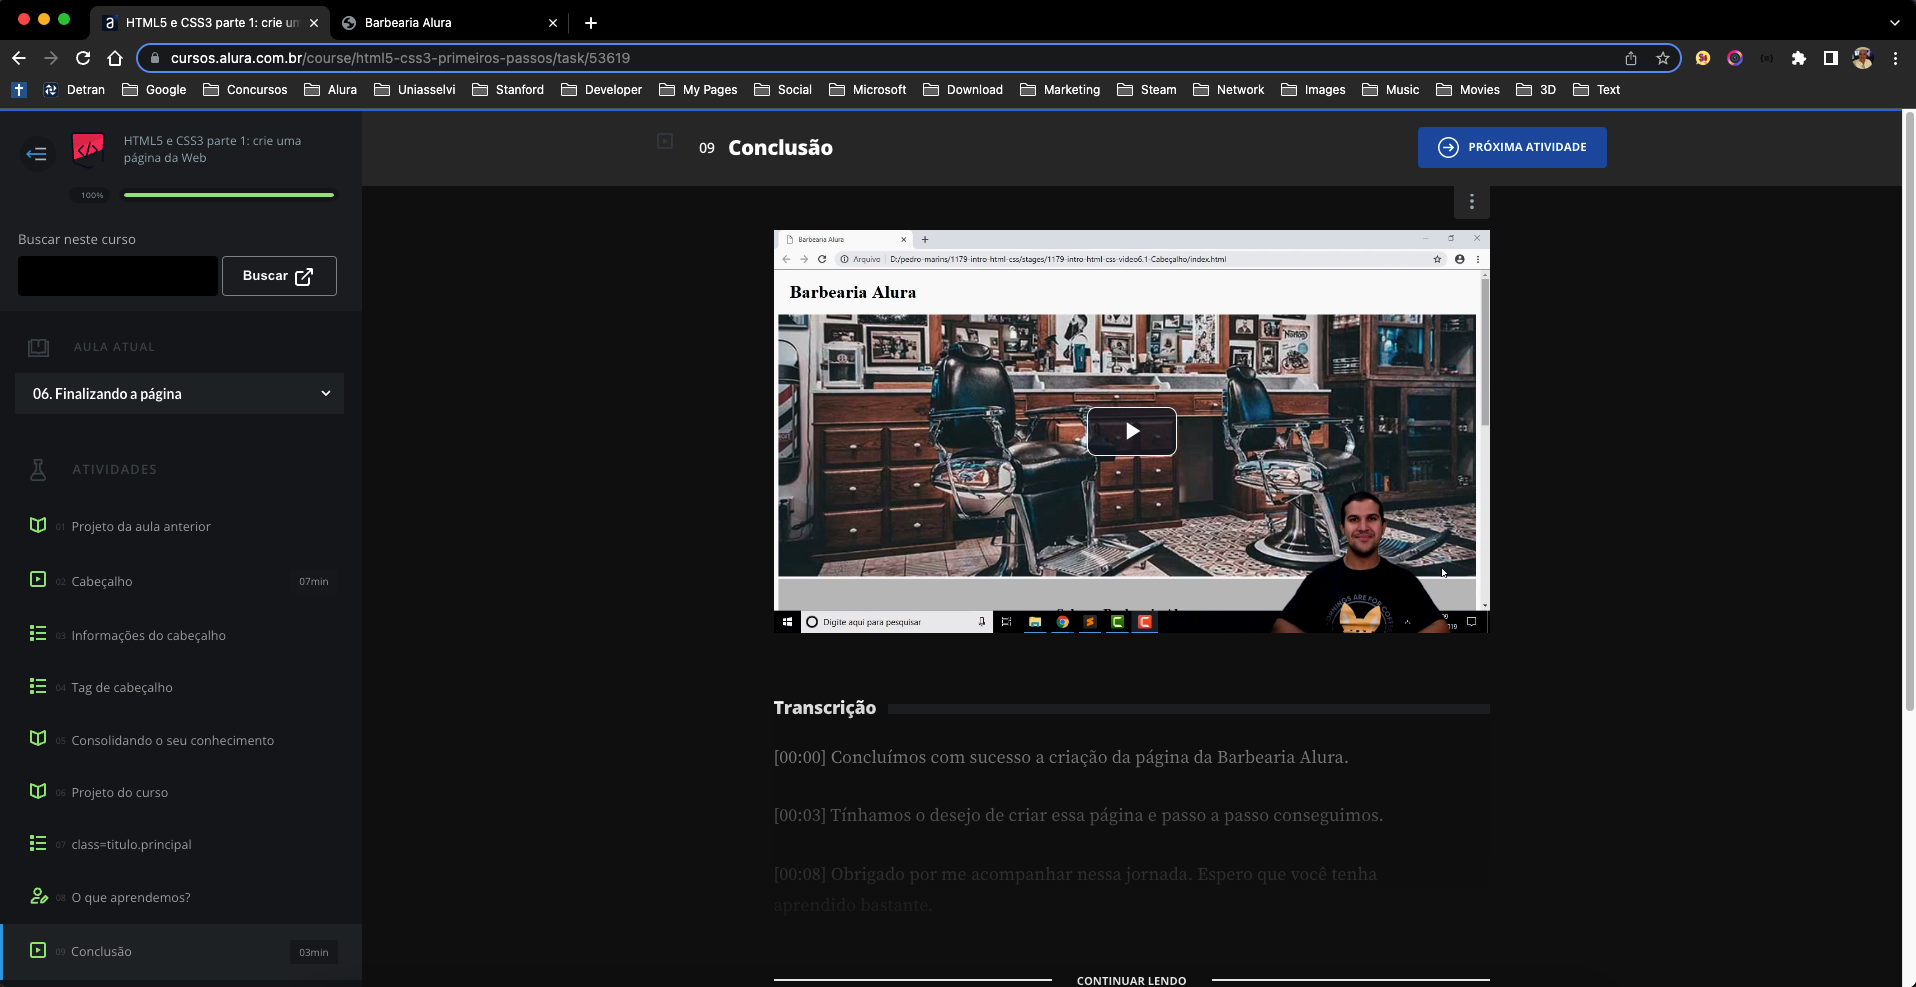 HTML5 e CSS3 parte 1: crie um
Barbearia Alura
cursos.alura.com.br/course/html5-css3-primeiros-passos/task/53619
Detran Google Concursos Alura Uniasselvi Stanford Developer My Pages Social Microsoft Download Marketing Steam Network Images Music Movies 3D Text
HTML5 e CSS3 parte 1: crie uma
página da Web
100%
Buscar neste curso
Buscar
AULA ATUAL
06. Finalizando a página
ATIVIDADES
01 Projeto da aula anterior
02 Cabeçalho 07min
03 Informações do cabeçalho
04 Tag de cabeçalho
05 Consolidando o seu conhecimento
06 Projeto do curso
07 class=titulo.principal
08 O que aprendemos?
09 Conclusão 03min
09 Conclusão
PRÓXIMA ATIVIDADE
Barbearia Alura
Arquivo D:/pedro-marins/1179-intro-html-css/stages/1179-intro-html-css-video6.1-Cabeçalho/index.html
Barbearia Alura
Digite aqui para pesquisar
Transcrição
[00:00] Concluímos com sucesso a criação da página da Barbearia Alura.
[00:03] Tínhamos o desejo de criar essa página e passo a passo conseguimos.
[00:08] Obrigado por me acompanhar nessa jornada. Espero que você tenha
aprendido bastante.
CONTINUAR LENDO